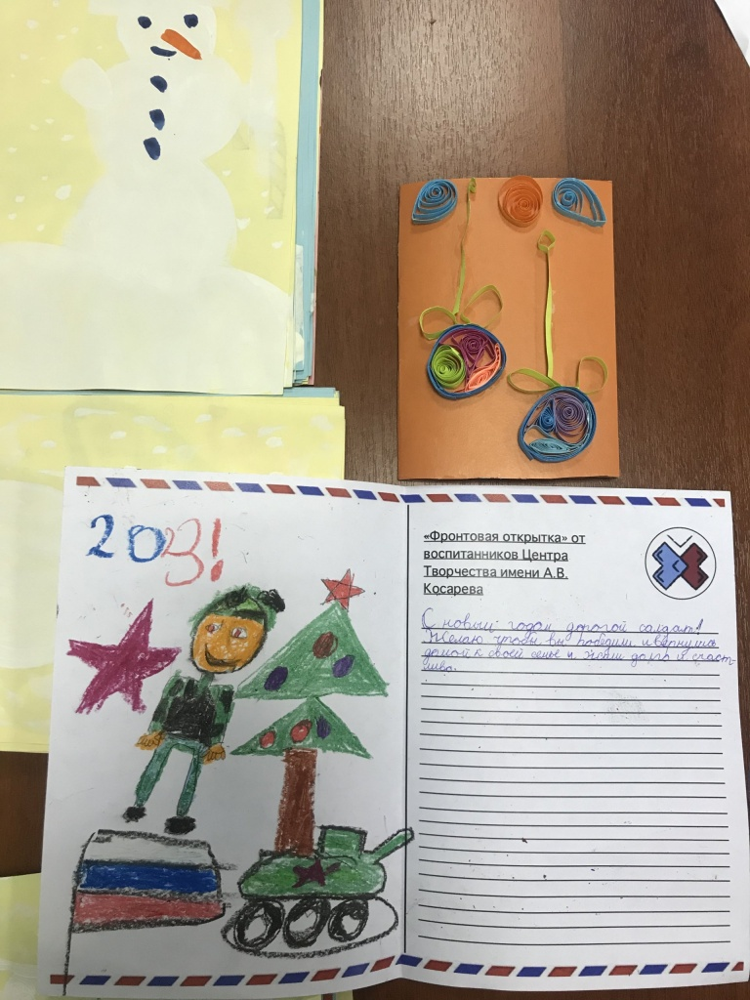 2023!
«Фронтовая открытка» от
воспитанников Центра
Творчества имени А.В.
Косарева
С новым годом дорогой солдат!
Желаю чтобы вы победили и вернулись
домой к своей семье и жили долго и счаст-
ливо.